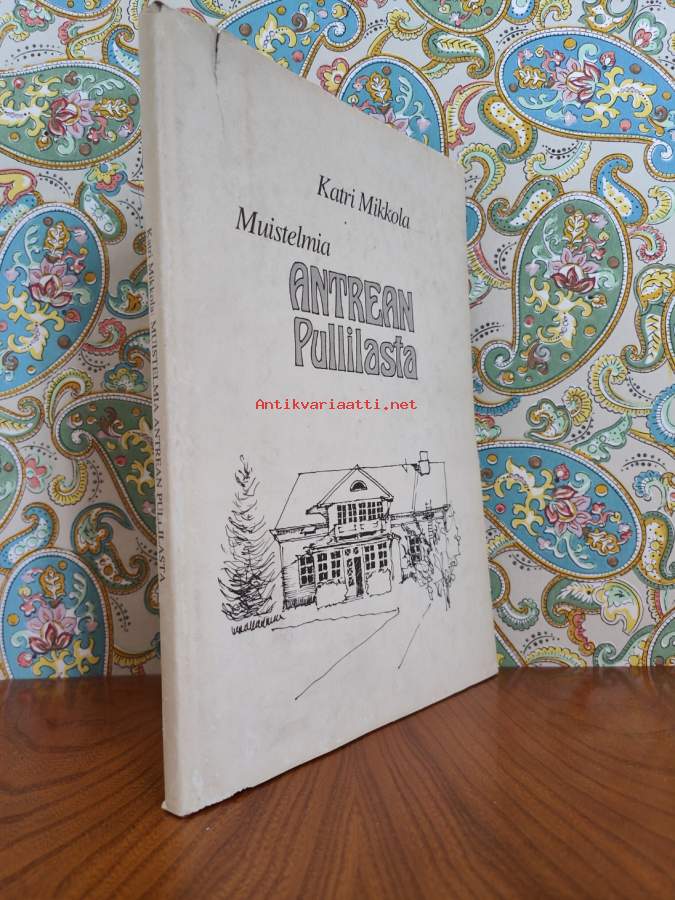 Katri Mikkola
Muistelmia
ANTREAN
Pullilasta
Antikvariaatti.net
Katri Mikkola MUISTELMIA ANTREAN PULLILASTA